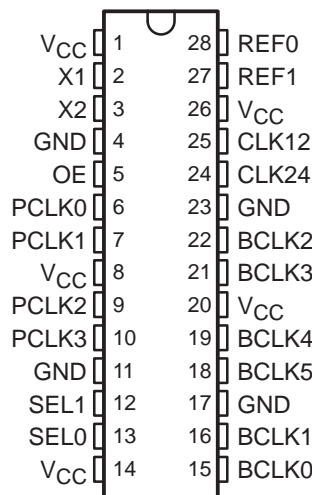 VCC 1 28 REF0
X1 2 27 REF1
X2 3 26 VCC
GND 4 25 CLK12
OE 5 24 CLK24
PCLK0 6 23 GND
PCLK1 7 22 BCLK2
VCC 8 21 BCLK3
PCLK2 9 20 VCC
PCLK3 10 19 BCLK4
GND 11 18 BCLK5
SEL1 12 17 GND
SEL0 13 16 BCLK1
VCC 14 15 BCLK0